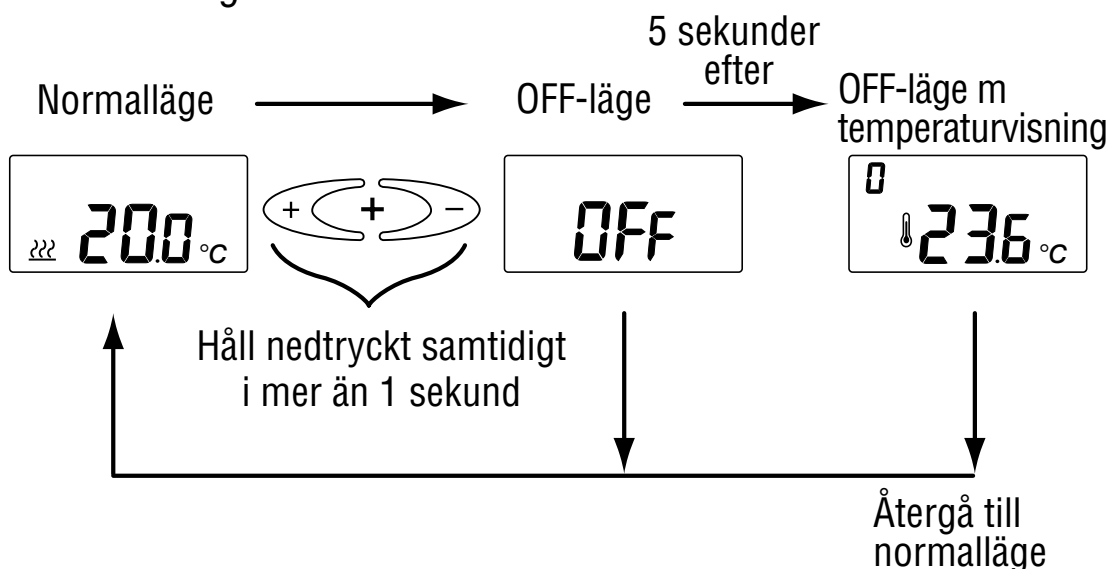 5 sekunder
efter
Normalläge
OFF-läge
OFF-läge m
temperaturvisning
20.0 °C
+ + −
OFF
0
23.6 °C
Håll nedtryckt samtidigt
i mer än 1 sekund
Återgå till
normalläge